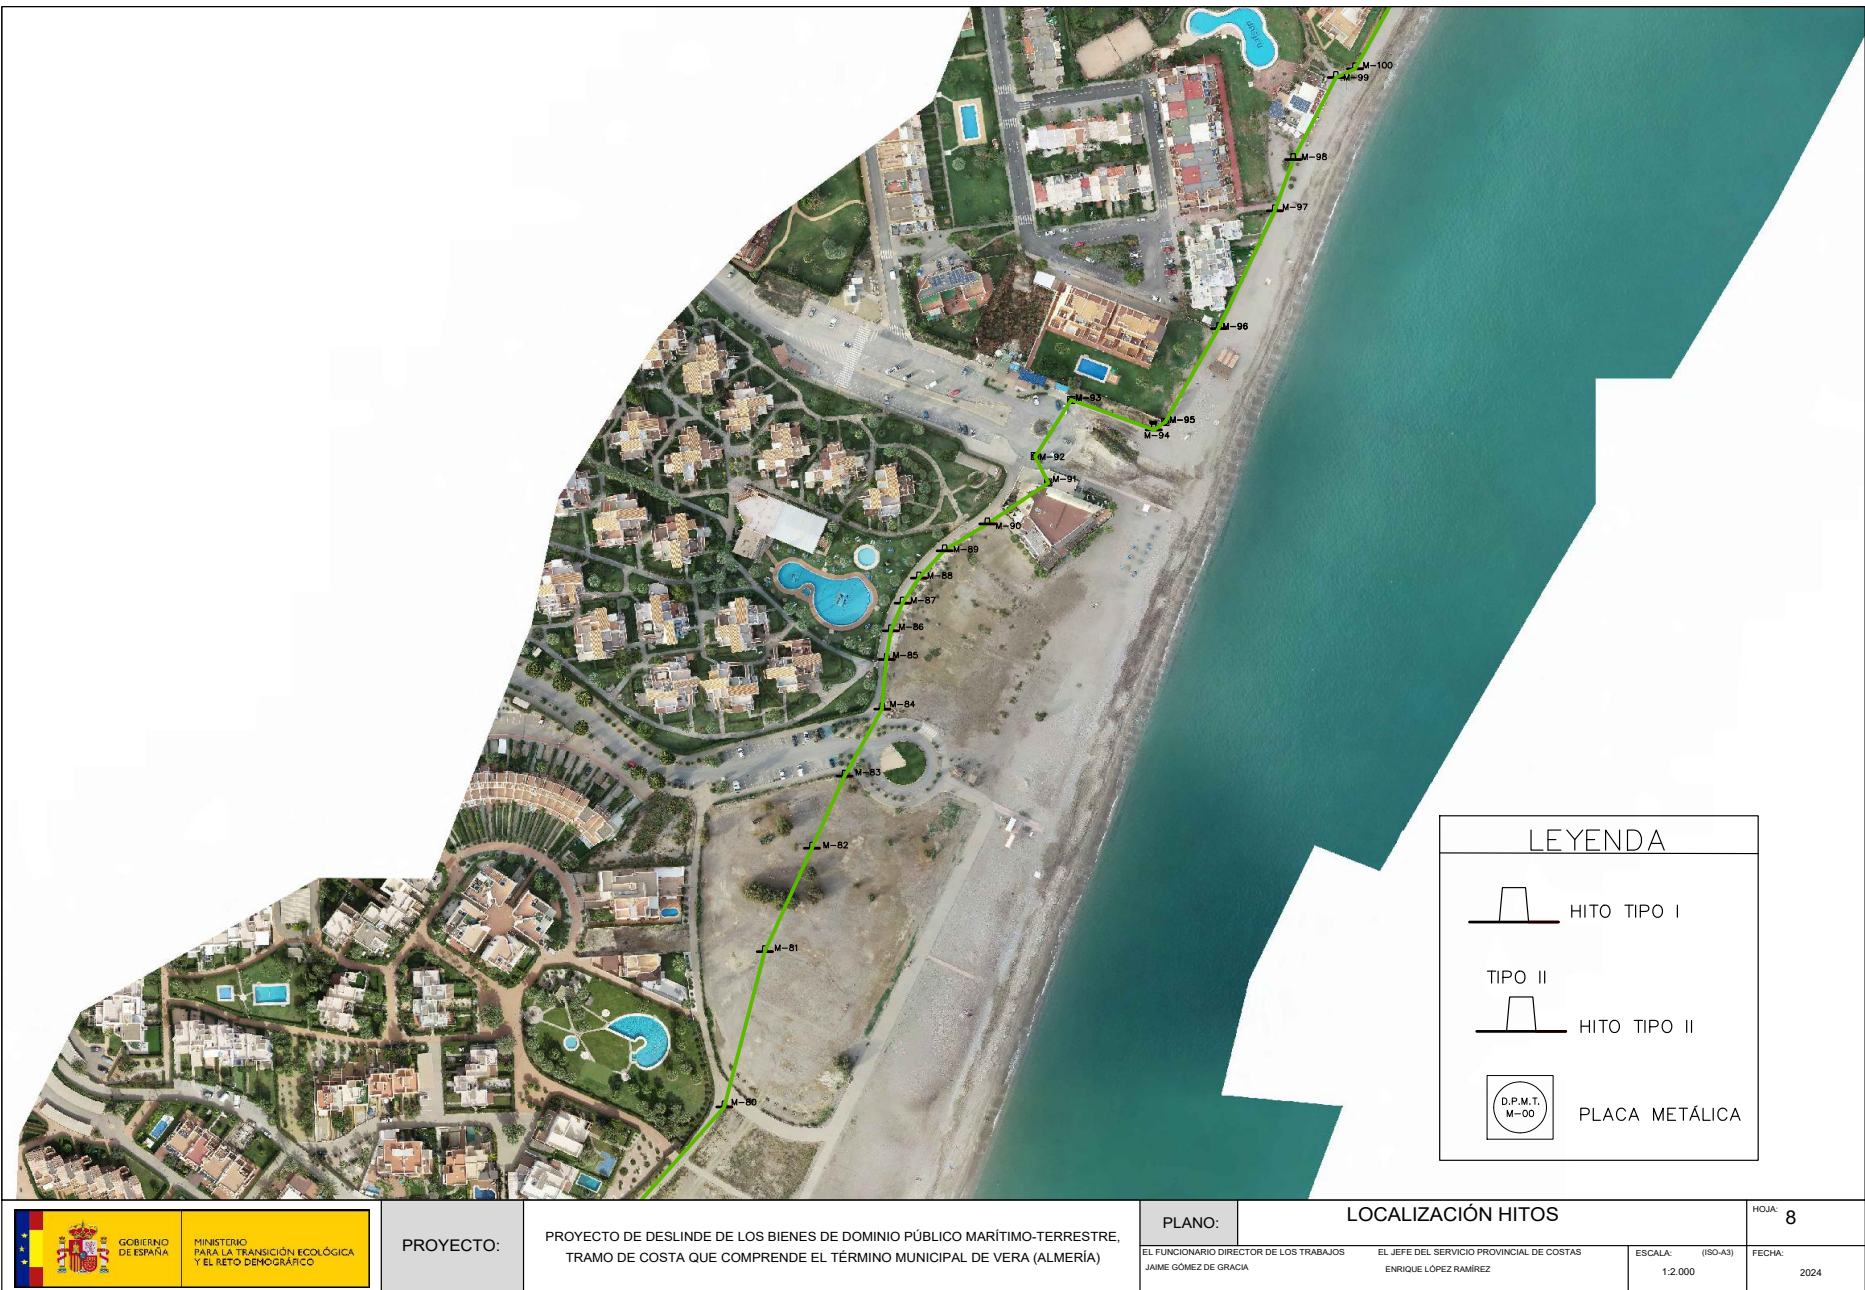 M-100
M-99
M-98
M-97
M-96
M-93
M-95
M-94
M-92
M-91
M-90
M-89
M-88
M-87
M-86
M-85
M-84
M-83
M-82
M-81
M-80
LEYENDA
HITO TIPO I
TIPO II
HITO TIPO II
D.P.M.T.
M-00
PLACA METÁLICA
GOBIERNO
DE ESPAÑA
MINISTERIO
PARA LA TRANSICIÓN ECOLÓGICA
Y EL RETO DEMOGRÁFICO
PROYECTO:
PROYECTO DE DESLINDE DE LOS BIENES DE DOMINIO PÚBLICO MARÍTIMO-TERRESTRE,
TRAMO DE COSTA QUE COMPRENDE EL TÉRMINO MUNICIPAL DE VERA (ALMERÍA)
PLANO:
LOCALIZACIÓN HITOS
HOJA: 8
EL FUNCIONARIO DIRECTOR DE LOS TRABAJOS
JAIME GÓMEZ DE GRACIA
EL JEFE DEL SERVICIO PROVINCIAL DE COSTAS
ENRIQUE LÓPEZ RAMÍREZ
ESCALA: (ISO-A3)
1:2.000
FECHA:
2024